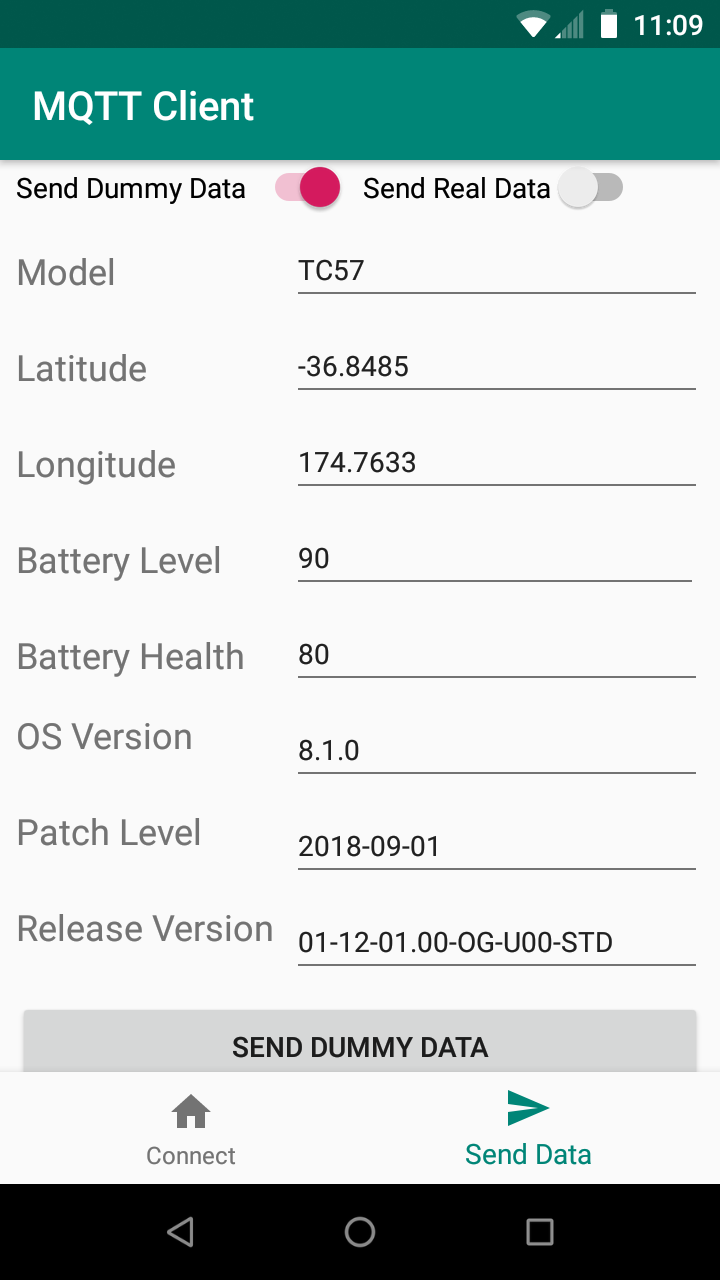 11:09
MQTT Client
Send Dummy Data Send Real Data
Model TC57
Latitude -36.8485
Longitude 174.7633
Battery Level 90
Battery Health 80
OS Version 8.1.0
Patch Level 2018-09-01
Release Version 01-12-01.00-OG-U00-STD
SEND DUMMY DATA
Connect Send Data